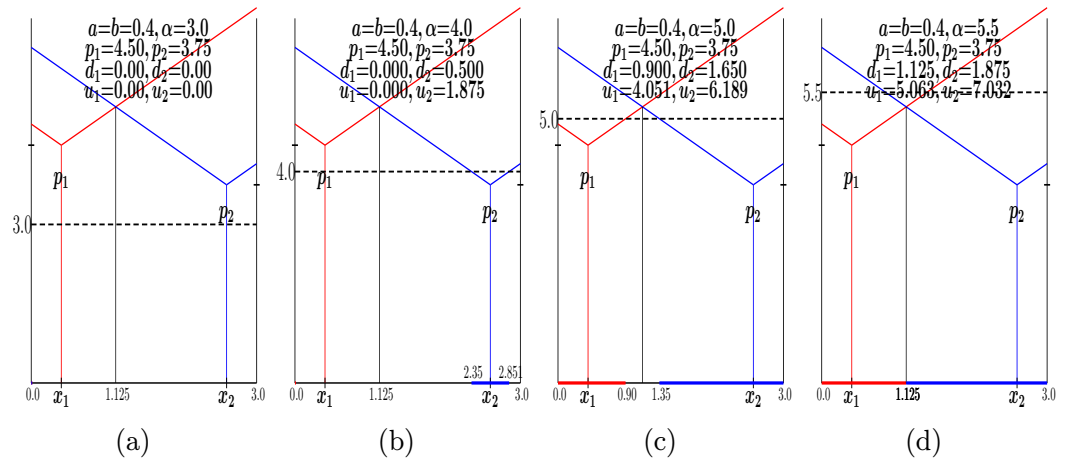 a=b=0.4, α=3.0
p₁=4.50, p₂=3.75
d₁=0.00, d₂=0.00
u₁=0.00, u₂=0.00
p₁
p₂
3.0
0.0 x₁ 1.125 x₂ 3.0
(a)
a=b=0.4, α=4.0
p₁=4.50, p₂=3.75
d₁=0.000, d₂=0.500
u₁=0.000, u₂=1.875
4.0
p₁
p₂
2.35 2.851
0.0 x₁ 1.125 x₂ 3.0
(b)
a=b=0.4, α=5.0
p₁=4.50, p₂=3.75
d₁=0.900, d₂=1.650
u₁=4.051, u₂=6.189
5.0
p₁
p₂
0.0 x₁ 0.90 1.35 x₂ 3.0
(c)
a=b=0.4, α=5.5
p₁=4.50, p₂=3.75
d₁=1.125, d₂=1.875
u₁=5.063, u₂=7.032
5.5
p₁
p₂
0.0 x₁ 1.125 x₂ 3.0
(d)